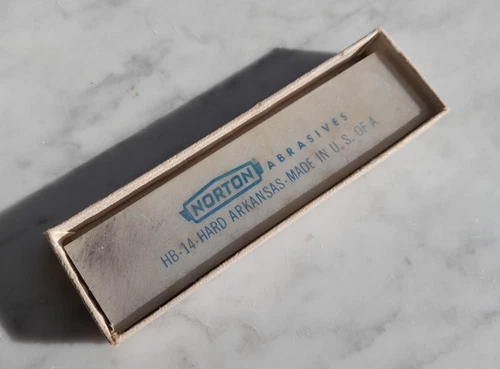 NORTON ABRASIVES
HB-14-HARD ARKANSAS-MADE IN U.S. OF A